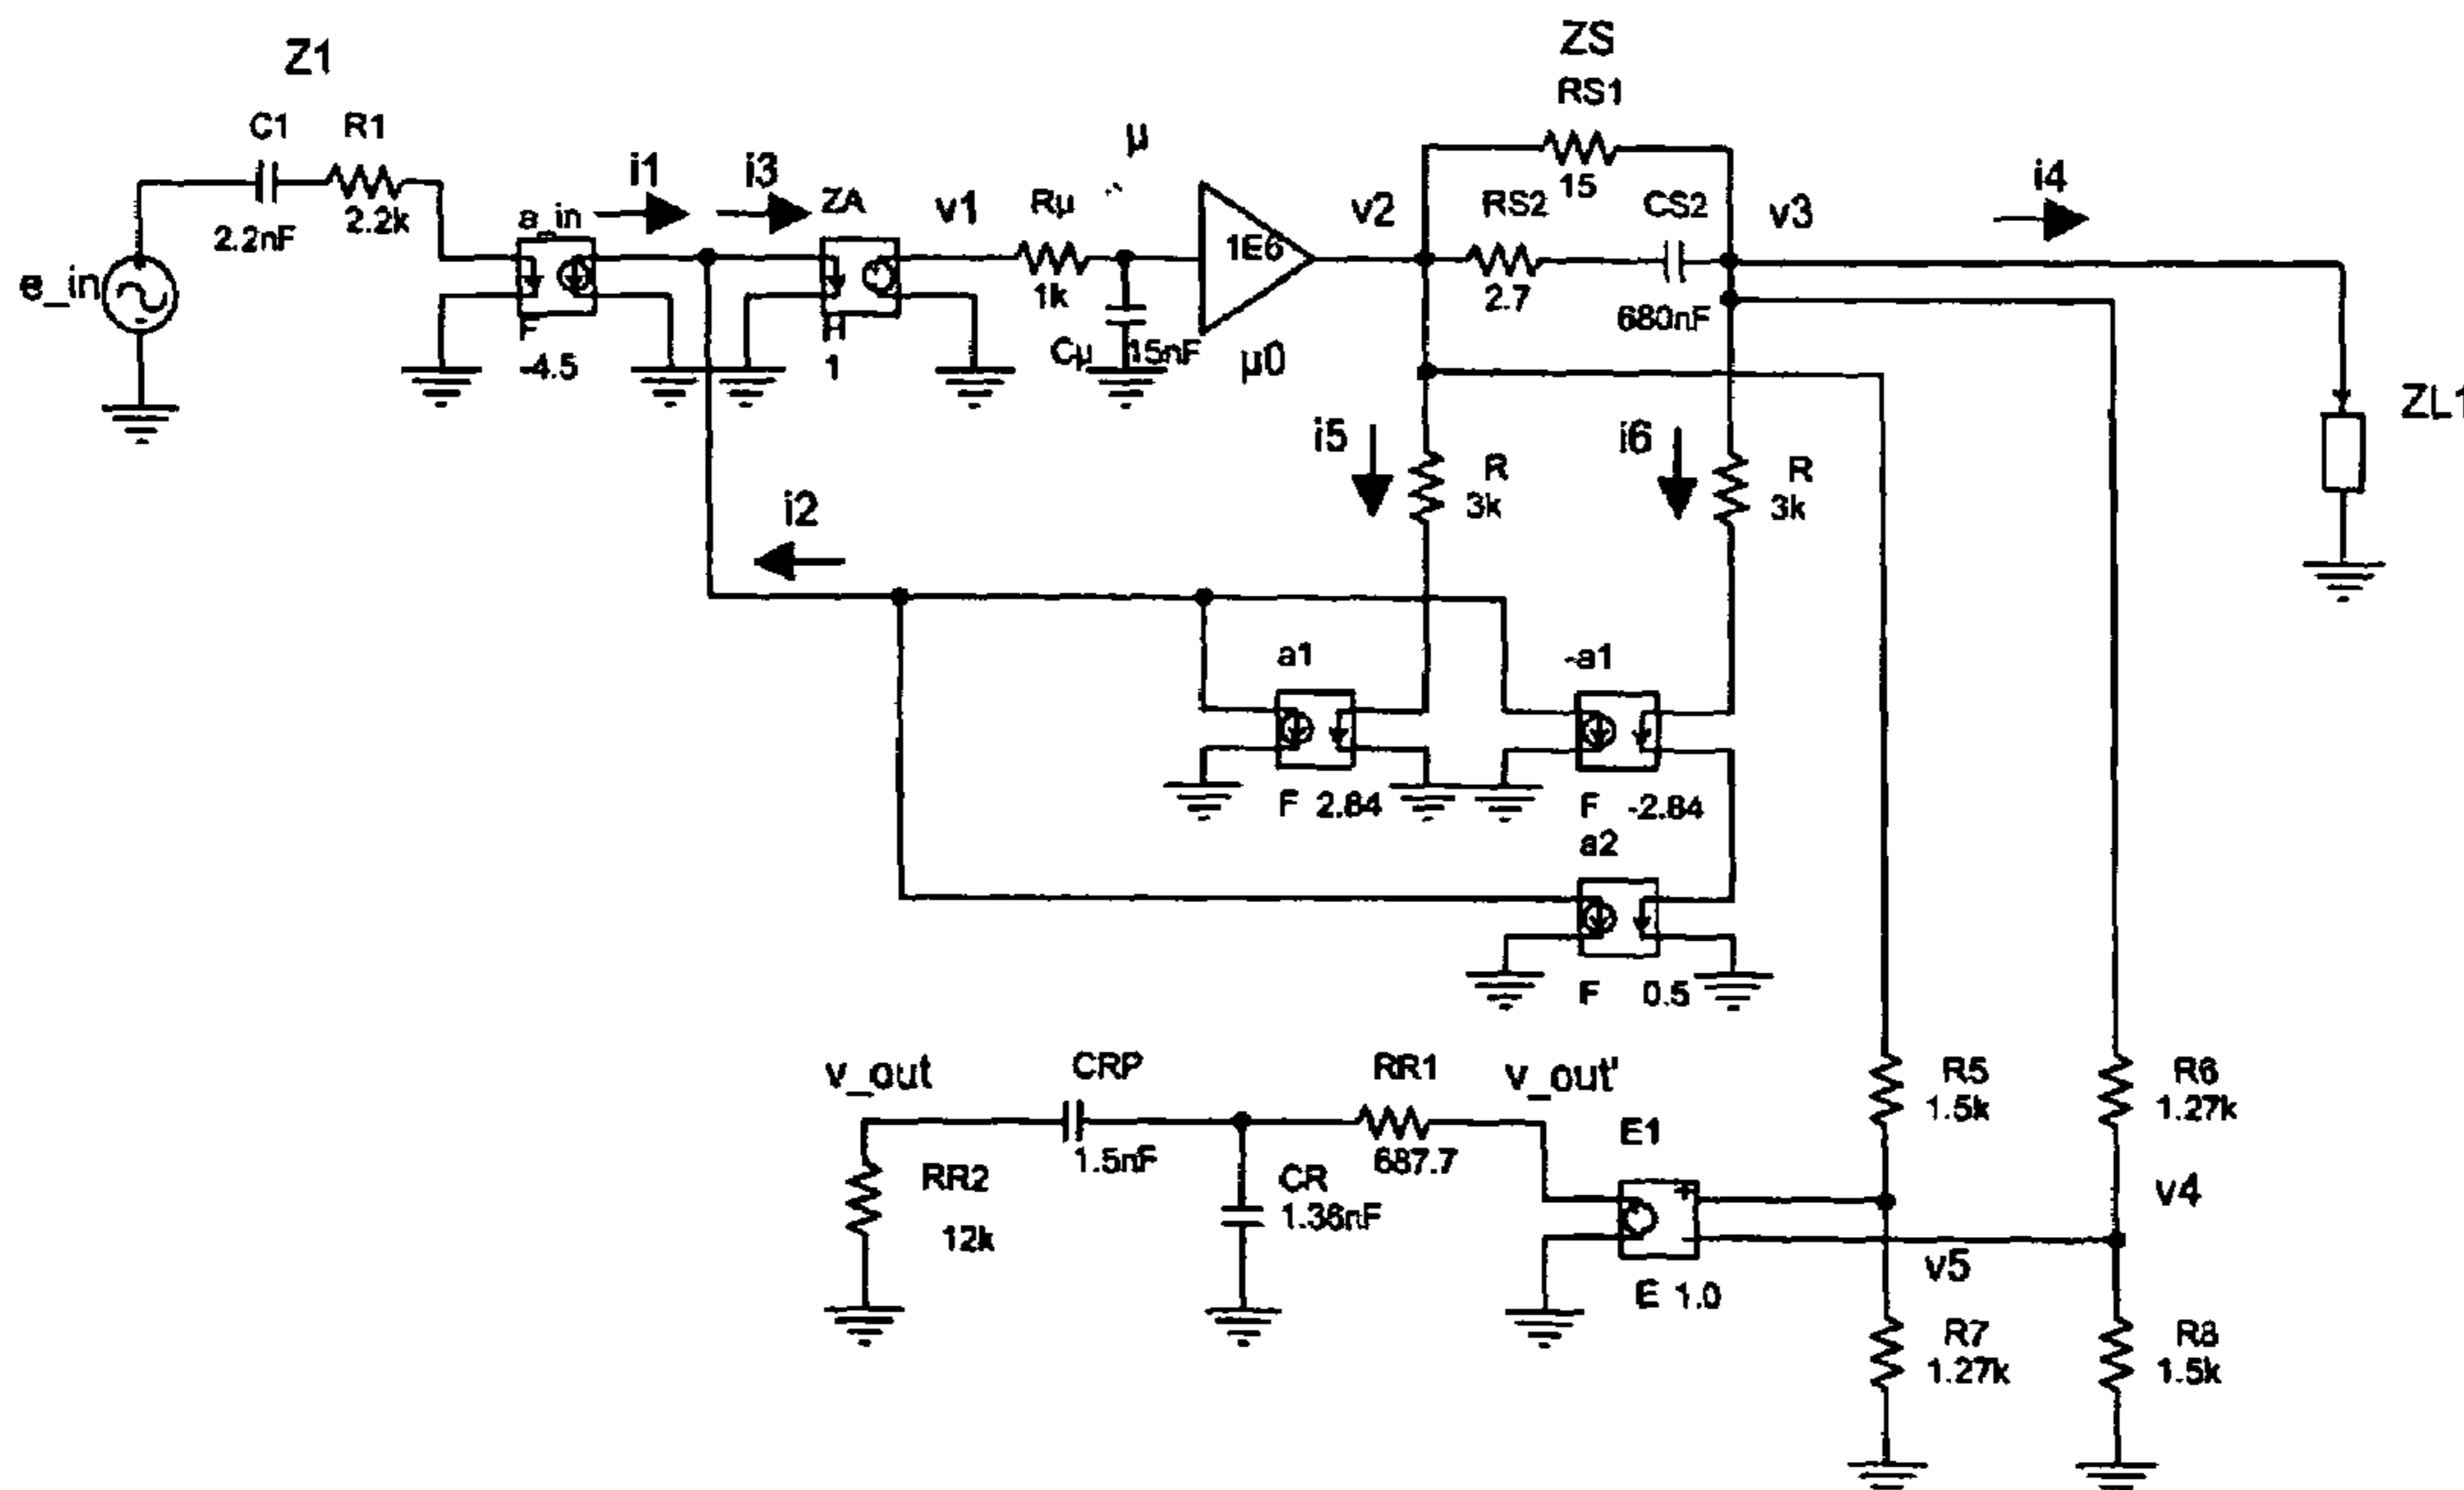 Z1
C1
R1
2.2nF
2.2k
e_in
a_in
F
-4.5
i1
i3
ZA
H
1
v1
Rµ
1k
µ
Cµ
15nF
1E6
µ0
v2
ZS
RS1
15
RS2
2.7
CS2
680nF
v3
i4
ZL1
i5
R
3k
i6
R
3k
i2
a1
F 2.84
-a1
F -2.84
a2
F 0.5
v_out
CRP
1.5nF
RR1
687.7
v_out'
RR2
12k
CR
1.36nF
E1
E 1.0
R5
1.5k
R6
1.27k
v4
v5
R7
1.27k
R8
1.5k